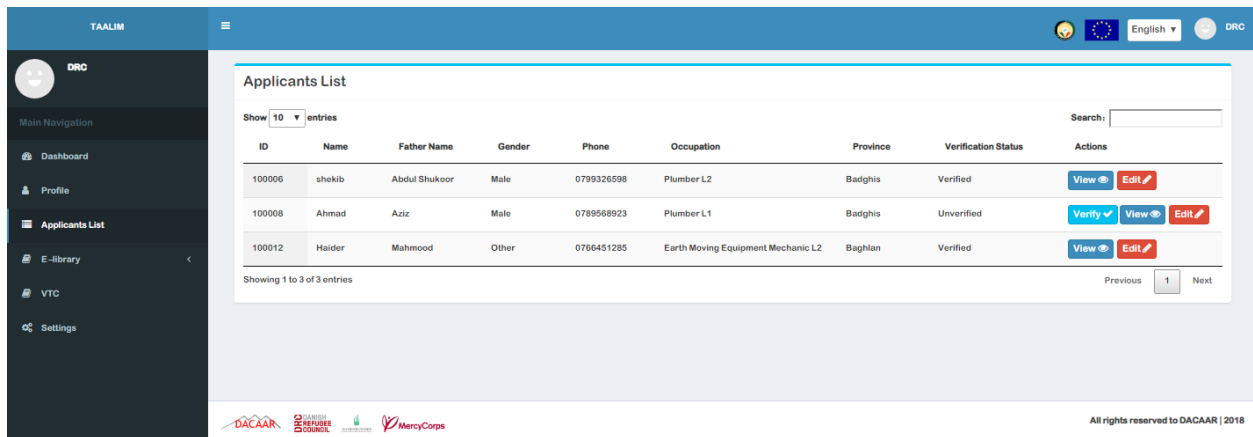 TAALIM
English
DRC
DRC
Main Navigation
Dashboard
Profile
Applicants List
E-library
VTC
Settings
Applicants List
Show 10 entries
Search:
ID Name Father Name Gender Phone Occupation Province Verification Status Actions
100006 shekib Abdul Shukoor Male 0799326598 Plumber L2 Badghis Verified View Edit
100008 Ahmad Aziz Male 0789568923 Plumber L1 Badghis Unverified Verify View Edit
100012 Haider Mahmood Other 0766451285 Earth Moving Equipment Mechanic L2 Baghlan Verified View Edit
Showing 1 to 3 of 3 entries
Previous 1 Next
DACAAR
DRC DANISH REFUGEE COUNCIL
MercyCorps
All rights reserved to DACAAR | 2018